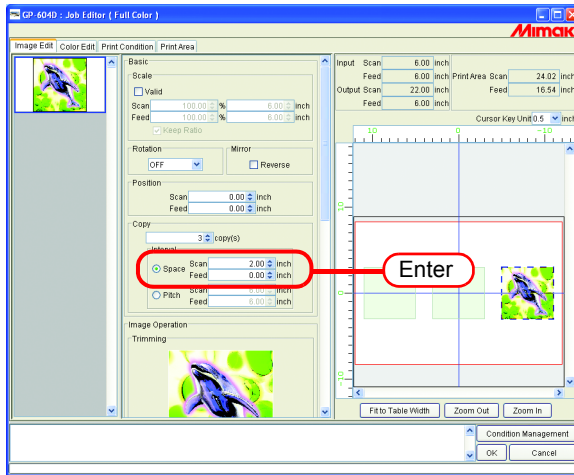 GP-604D : Job Editor ( Full Color )
Mimaki
Image Edit Color Edit Print Condition Print Area
Basic
Scale
Valid
Scan 100.00 % 6.00 inch
Feed 100.00 % 6.00 inch
Keep Ratio
Rotation Mirror
OFF Reverse
Position
Scan 0.00 inch
Feed 0.00 inch
Copy
3 copy(s)
Interval
Space Scan 2.00 inch
Feed 0.00 inch
Pitch Scan 6.00 inch
Feed 6.00 inch
Image Operation
Trimming
Input Scan 6.00 inch
Feed 6.00 inch Print Area Scan 24.02 inch
Output Scan 22.00 inch Feed 16.54 inch
Feed 6.00 inch
Cursor Key Unit 0.5 inch
10 0 -10
0
-10
Enter
Fit to Table Width Zoom Out Zoom In
Condition Management
OK Cancel